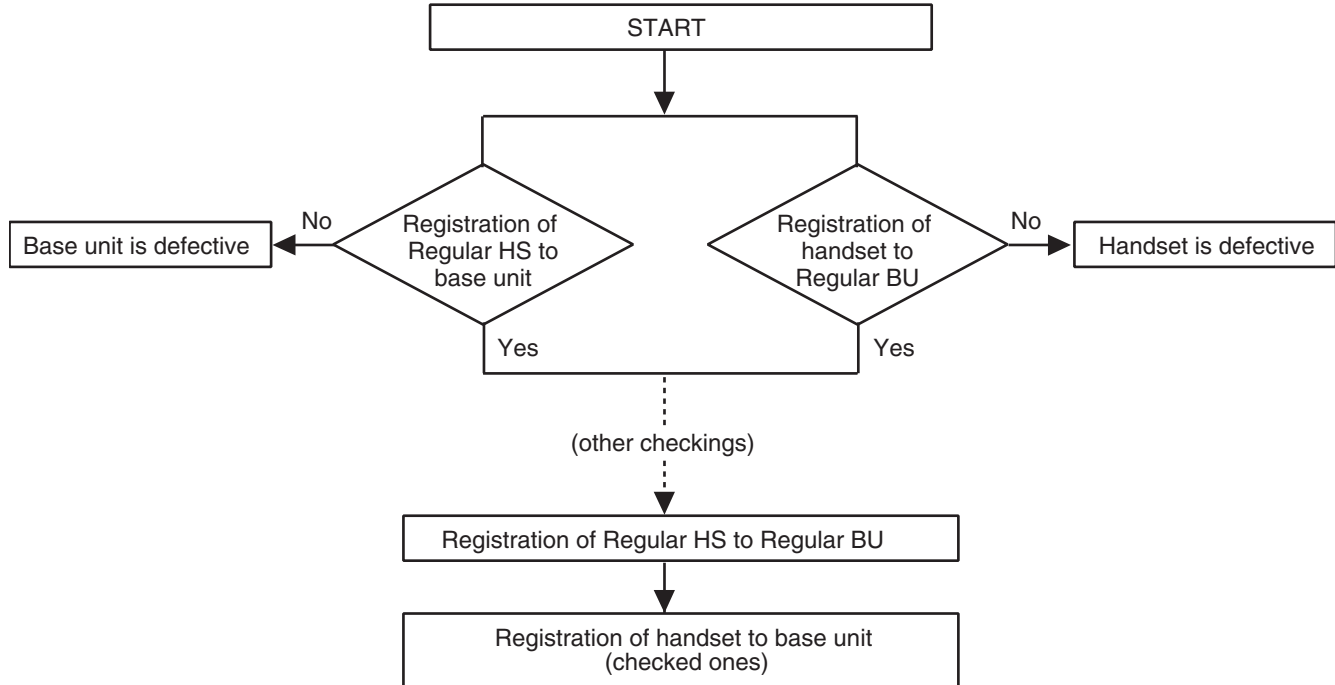 START
No
Registration of
Regular HS to
base unit
Base unit is defective
Yes
Registration of
handset to
Regular BU
No
Handset is defective
Yes
(other checkings)
Registration of Regular HS to Regular BU
Registration of handset to base unit
(checked ones)